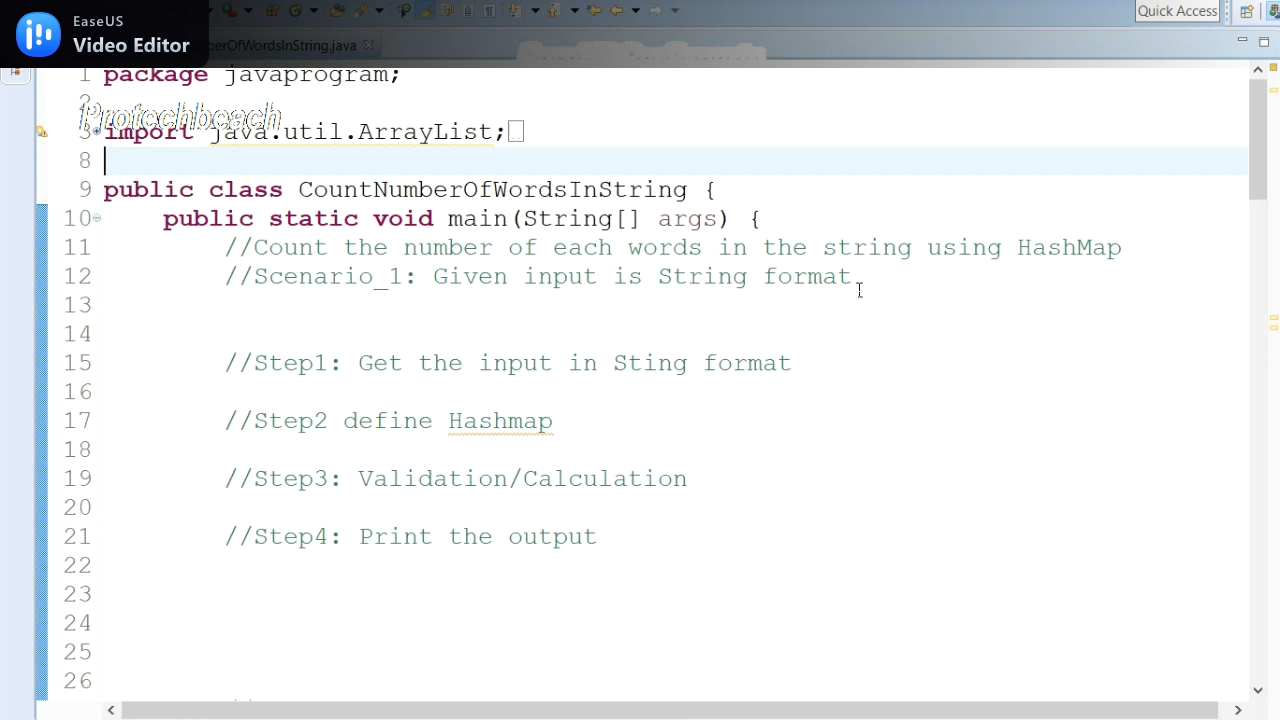 EaseUS
Video Editor
Quick Access
berOfWordsInString.java
Protechbeach
1 package javaprogram;
2
3 import java.util.ArrayList;
8
9 public class CountNumberOfWordsInString {
10 public static void main(String[] args) {
11 //Count the number of each words in the string using HashMap
12 //Scenario_1: Given input is String format
13
14
15 //Step1: Get the input in Sting format
16
17 //Step2 define Hashmap
18
19 //Step3: Validation/Calculation
20
21 //Step4: Print the output
22
23
24
25
26